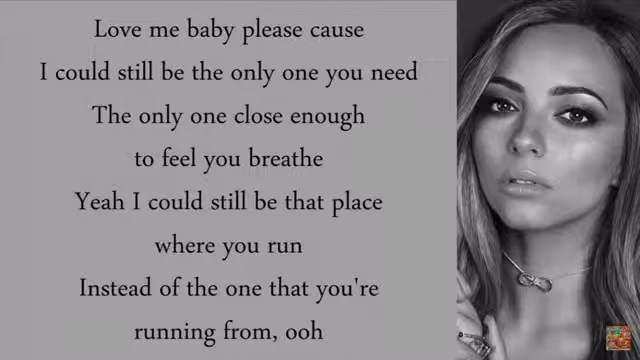 Love me baby please cause
I could still be the only one you need
The only one close enough
to feel you breathe
Yeah I could still be that place
where you run
Instead of the one that you're
running from, ooh